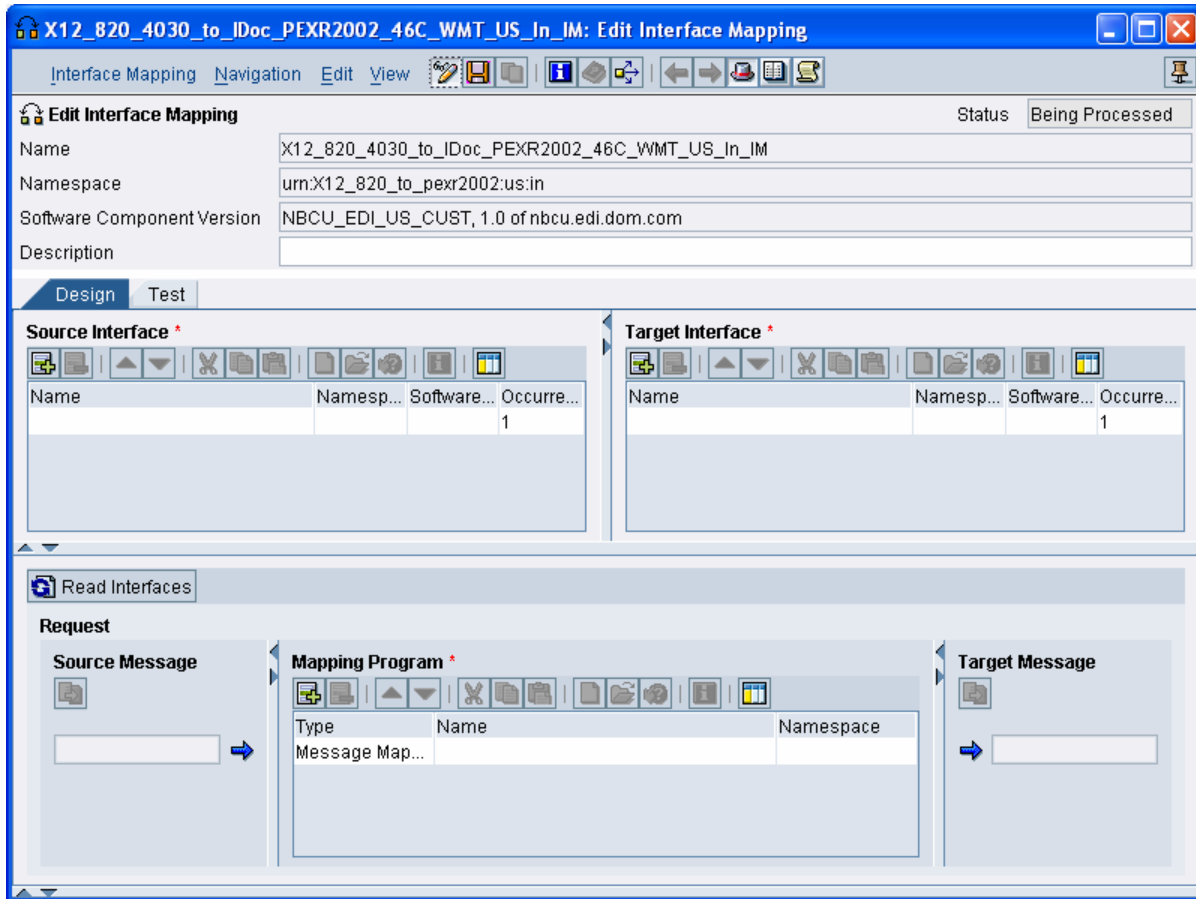 X12_820_4030_to_IDoc_PEXR2002_46C_WMT_US_In_IM: Edit Interface Mapping
Interface Mapping Navigation Edit View
Edit Interface Mapping Status Being Processed
Name X12_820_4030_to_IDoc_PEXR2002_46C_WMT_US_In_IM
Namespace urn:X12_820_to_pexr2002:us:in
Software Component Version NBCU_EDI_US_CUST, 1.0 of nbcu.edi.dom.com
Description
Design Test
Source Interface *
Name Namesp... Software... Occurre...
1
Target Interface *
Name Namesp... Software... Occurre...
1
Read Interfaces
Request
Source Message
Mapping Program *
Type Name Namespace
Message Map...
Target Message